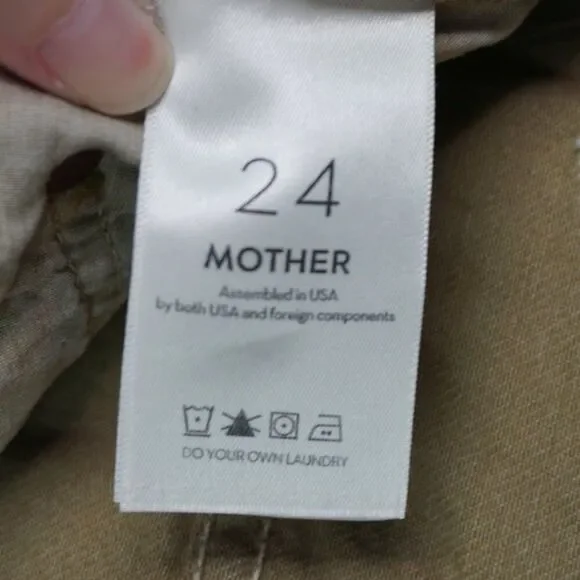 24
MOTHER
Assembled in USA
by both USA and foreign components
DO YOUR OWN LAUNDRY